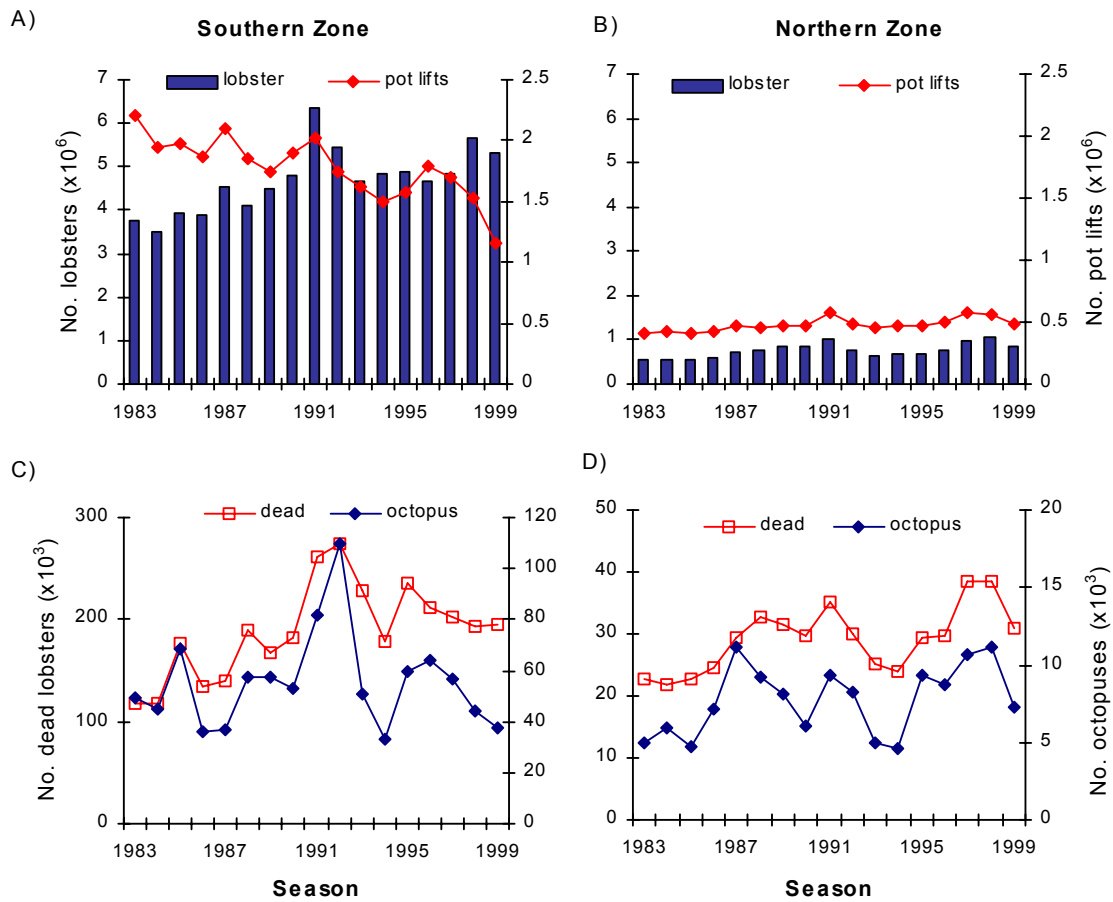 A)
Southern Zone
lobster
pot lifts
7
6
5
4
3
2
1
0
2.5
2
1.5
1
0.5
0
No. lobsters (x10⁶)
1983 1987 1991 1995 1999
B)
Northern Zone
lobster
pot lifts
7
6
5
4
3
2
1
0
2.5
2
1.5
1
0.5
0
No. pot lifts (x10⁶)
1983 1987 1991 1995 1999
C)
dead
octopus
300
200
100
0
120
100
80
60
40
20
0
No. dead lobsters (x10³)
1983 1987 1991 1995 1999
Season
D)
dead
octopus
50
40
30
20
10
0
20
15
10
5
0
No. octopuses (x10³)
1983 1987 1991 1995 1999
Season